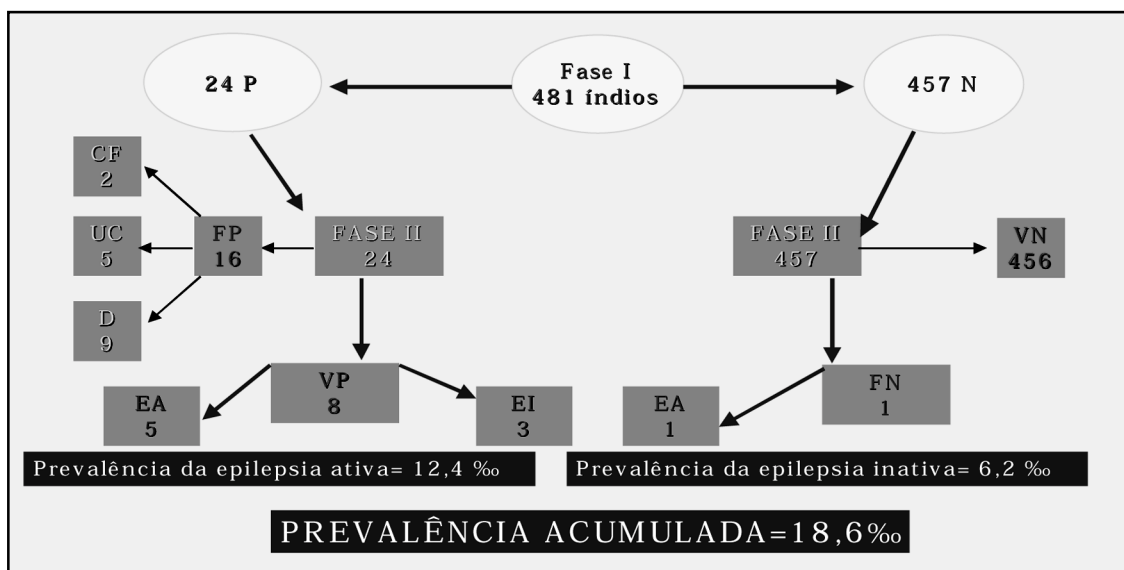 24 P
Fase I
481 índios
457 N
CF
2
UC
5
FP
16
FASE II
24
FASE II
457
VN
456
D
9
VP
8
FN
1
EA
5
EI
3
EA
1
Prevalência da epilepsia ativa= 12,4 ‰
Prevalência da epilepsia inativa= 6,2 ‰
PREVALÊNCIA ACUMULADA=18,6‰